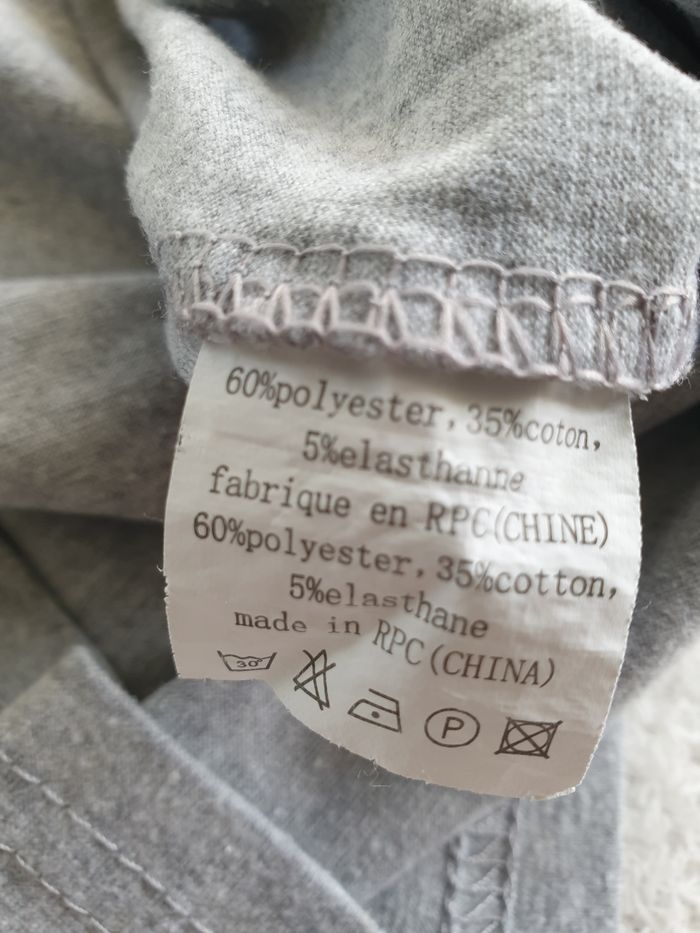 60%polyester, 35%coton,
5%elasthanne
fabrique en RPC(CHINE)
60%polyester, 35%cotton,
5%elasthane
made in RPC(CHINA)
30°
P